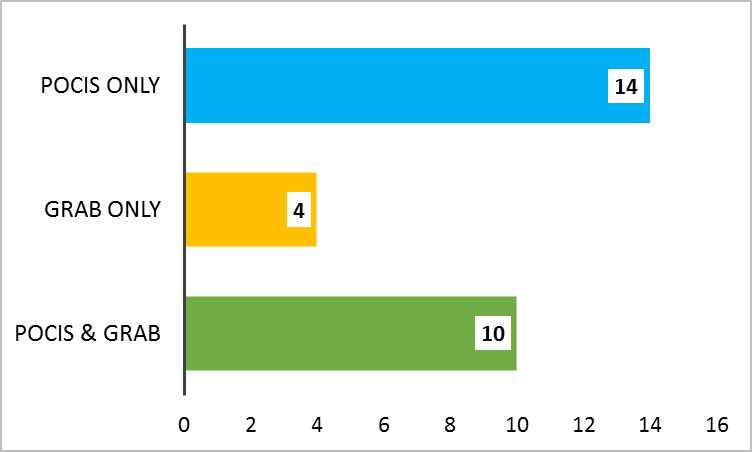 POCIS ONLY
14
GRAB ONLY
4
POCIS & GRAB
10
0 2 4 6 8 10 12 14 16